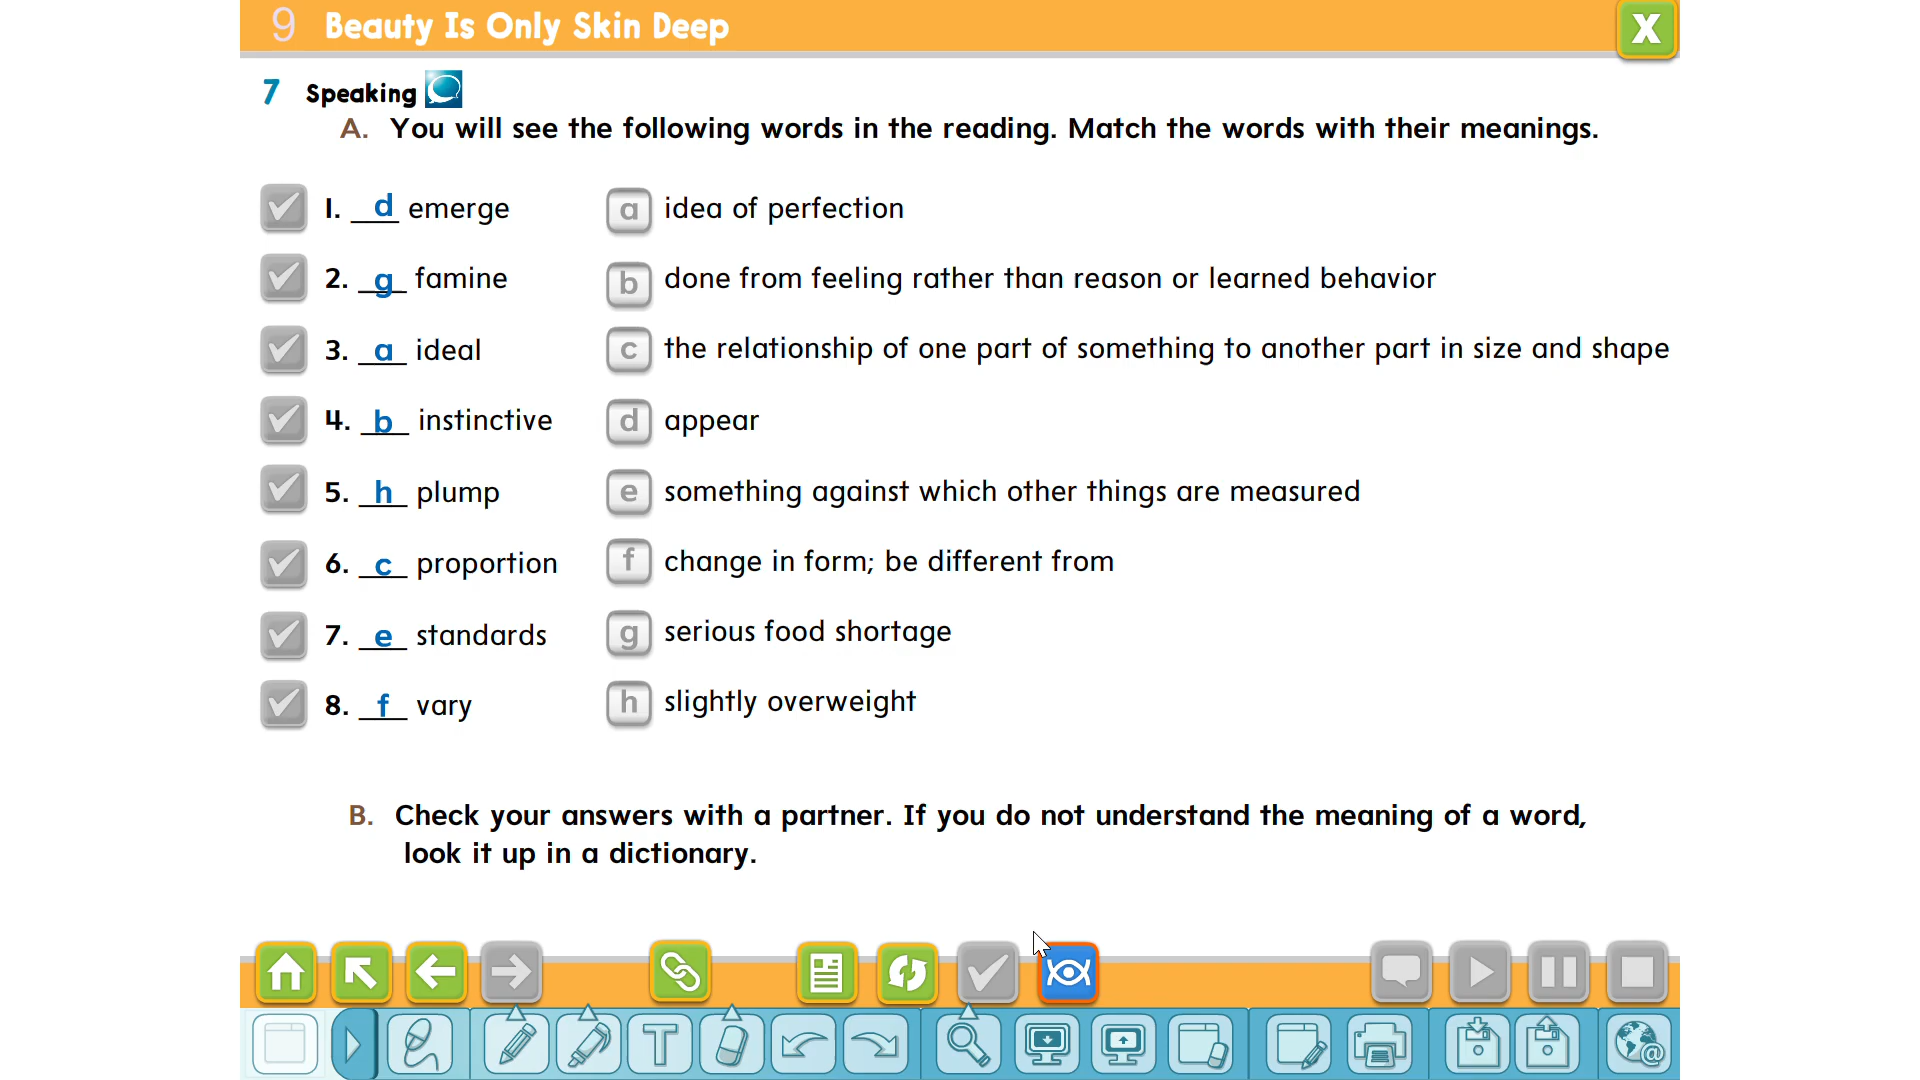 9 Beauty Is Only Skin Deep
X
7 Speaking
A. You will see the following words in the reading. Match the words with their meanings.
1. d emerge a idea of perfection
2. g famine b done from feeling rather than reason or learned behavior
3. a ideal c the relationship of one part of something to another part in size and shape
4. b instinctive d appear
5. h plump e something against which other things are measured
6. c proportion f change in form; be different from
7. e standards g serious food shortage
8. f vary h slightly overweight
B. Check your answers with a partner. If you do not understand the meaning of a word,
look it up in a dictionary.
T
@